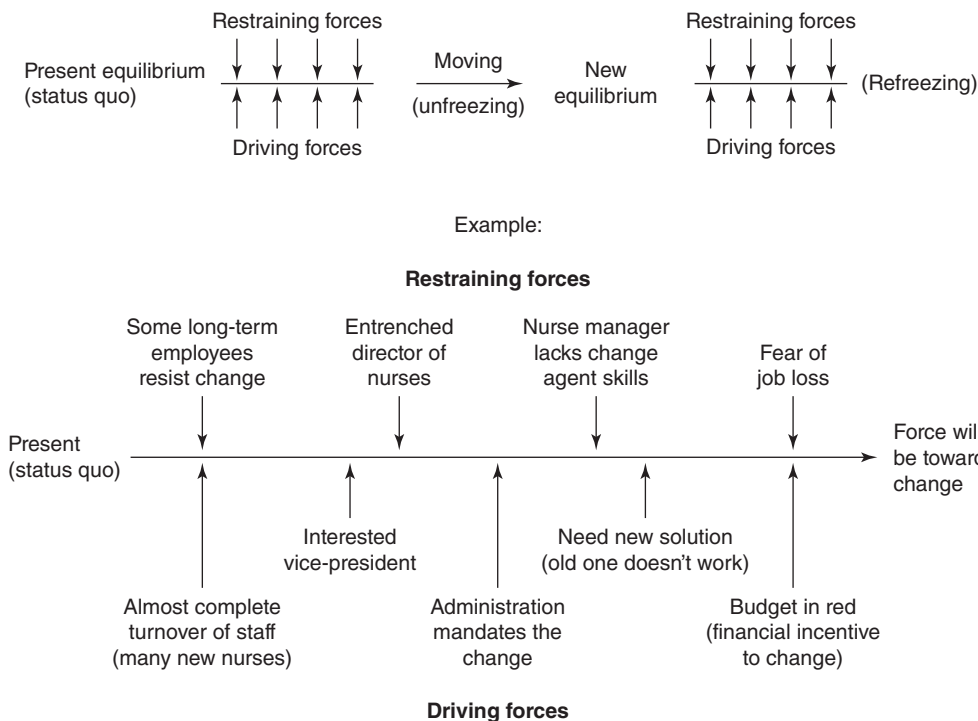 Restraining forces
Restraining forces
Present equilibrium
(status quo)
Moving
(unfreezing)
New
equilibrium
(Refreezing)
Driving forces
Driving forces
Example:
Restraining forces
Some long-term
employees
resist change
Entrenched
director of
nurses
Nurse manager
lacks change
agent skills
Fear of
job loss
Present
(status quo)
Force wil
be toward
change
Interested
vice-president
Need new solution
(old one doesn't work)
Almost complete
turnover of staff
(many new nurses)
Administration
mandates the
change
Budget in red
(financial incentive
to change)
Driving forces